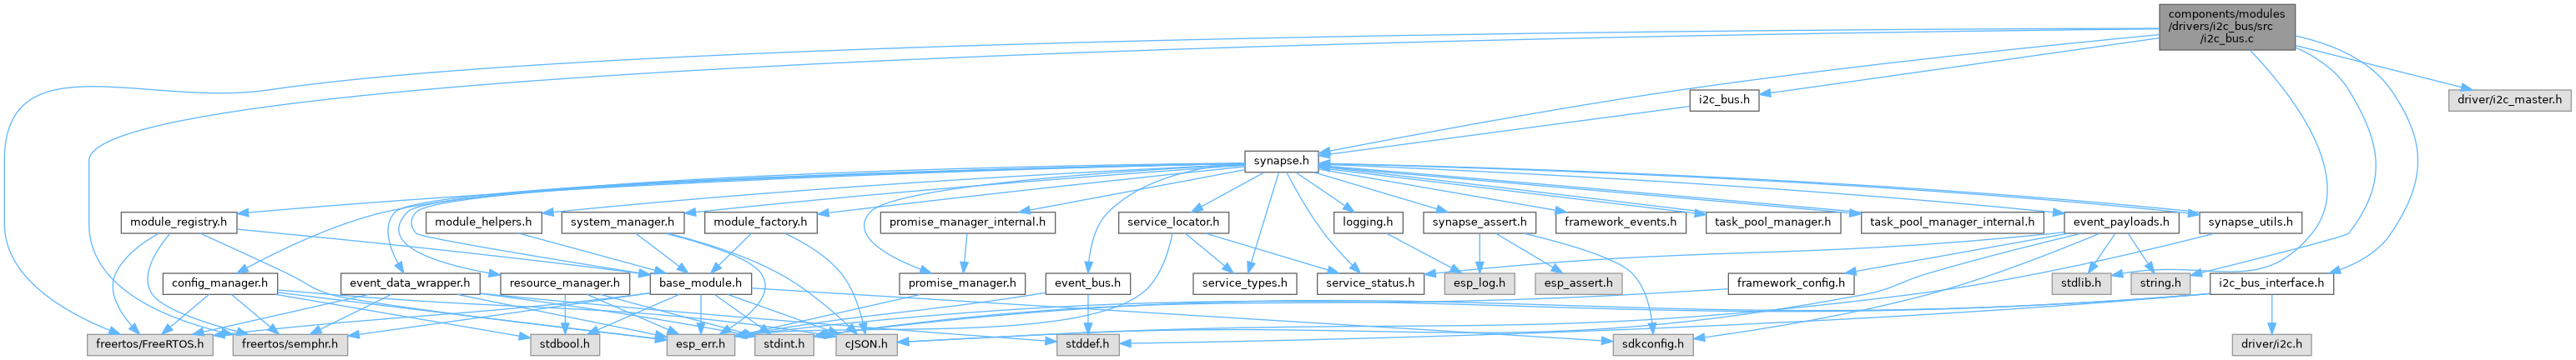 components/modules
/drivers/i2c_bus/src
/i2c_bus.c
i2c_bus.h
driver/i2c_master.h
synapse.h
module_registry.h
module_helpers.h
system_manager.h
module_factory.h
promise_manager_internal.h
service_locator.h
logging.h
synapse_assert.h
framework_events.h
task_pool_manager.h
task_pool_manager_internal.h
event_payloads.h
synapse_utils.h
config_manager.h
event_data_wrapper.h
resource_manager.h
base_module.h
promise_manager.h
event_bus.h
service_types.h
service_status.h
esp_log.h
esp_assert.h
framework_config.h
stdlib.h
string.h
i2c_bus_interface.h
freertos/FreeRTOS.h
freertos/semphr.h
stdbool.h
esp_err.h
stdint.h
cJSON.h
stddef.h
sdkconfig.h
driver/i2c.h